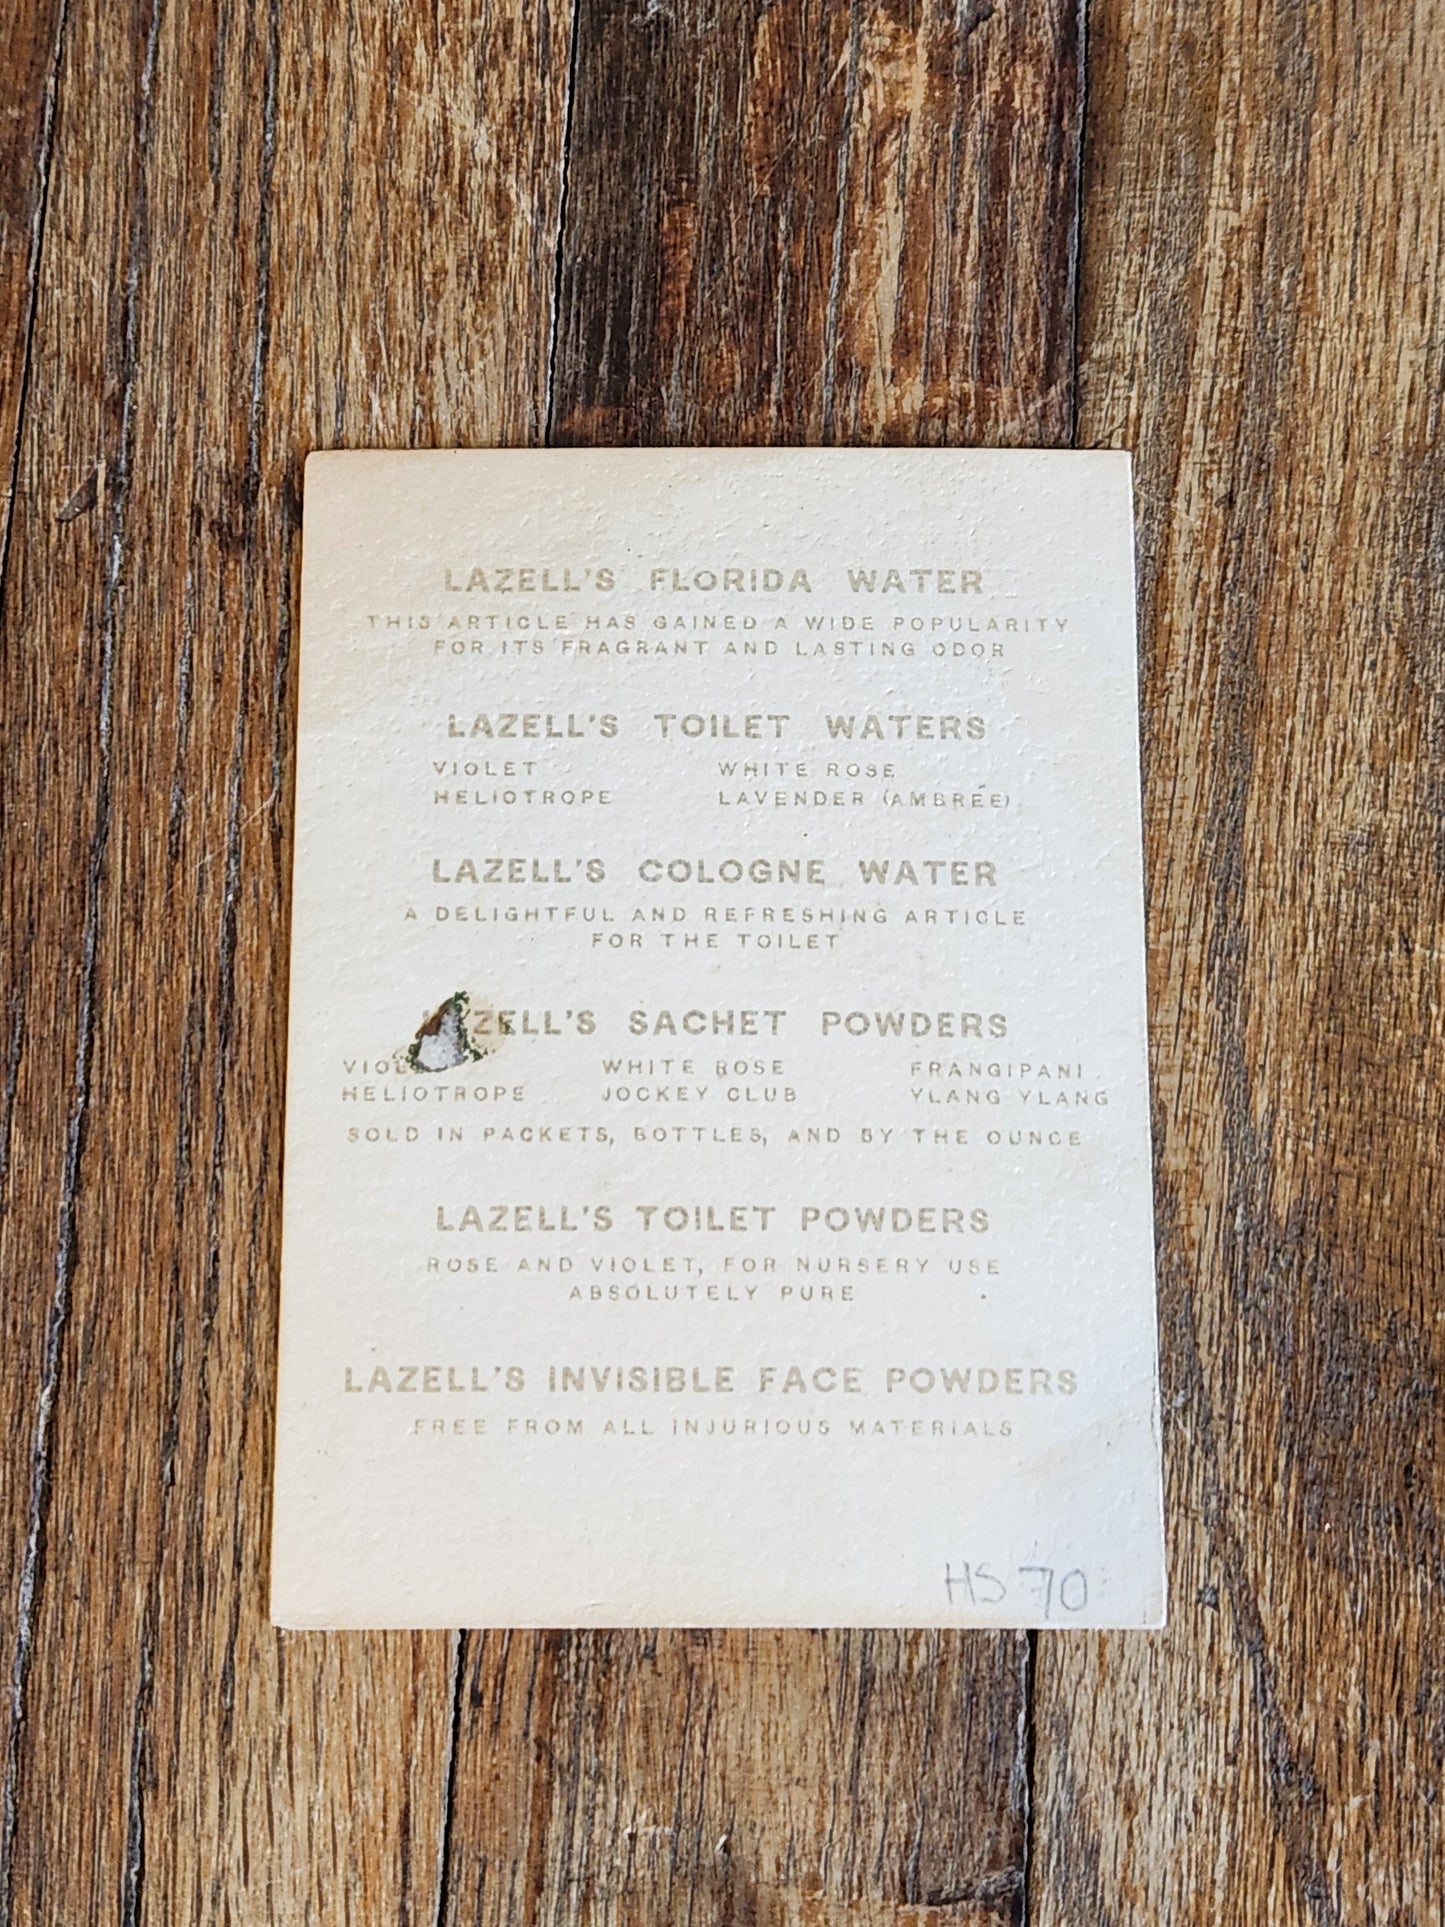 LAZELL'S FLORIDA WATER
THIS ARTICLE HAS GAINED A WIDE POPULARITY
FOR ITS FRAGRANT AND LASTING ODOR
LAZELL'S TOILET WATERS
VIOLET WHITE ROSE
HELIOTROPE LAVENDER (AMBRÉE)
LAZELL'S COLOGNE WATER
A DELIGHTFUL AND REFRESHING ARTICLE
FOR THE TOILET
LAZELL'S SACHET POWDERS
WHITE ROSE FRANGIPANI
HELIOTROPE JOCKEY CLUB YLANG YLANG
SOLD IN PACKETS, BOTTLES, AND BY THE OUNCE
LAZELL'S TOILET POWDERS
ROSE AND VIOLET, FOR NURSERY USE
ABSOLUTELY PURE
LAZELL'S INVISIBLE FACE POWDERS
FREE FROM ALL INJURIOUS MATERIALS
HS 70